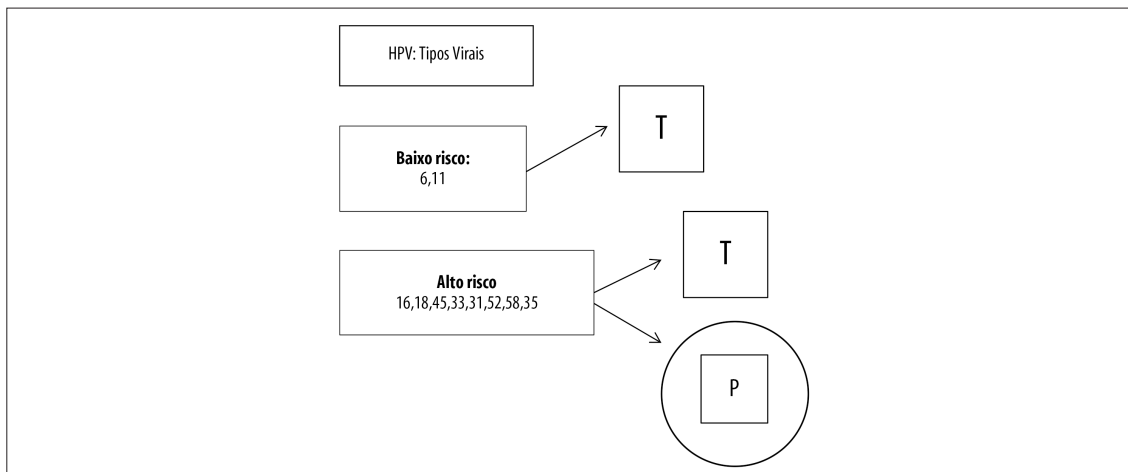 HPV: Tipos Virais
Baixo risco:
6,11
T
Alto risco
16,18,45,33,31,52,58,35
T
P